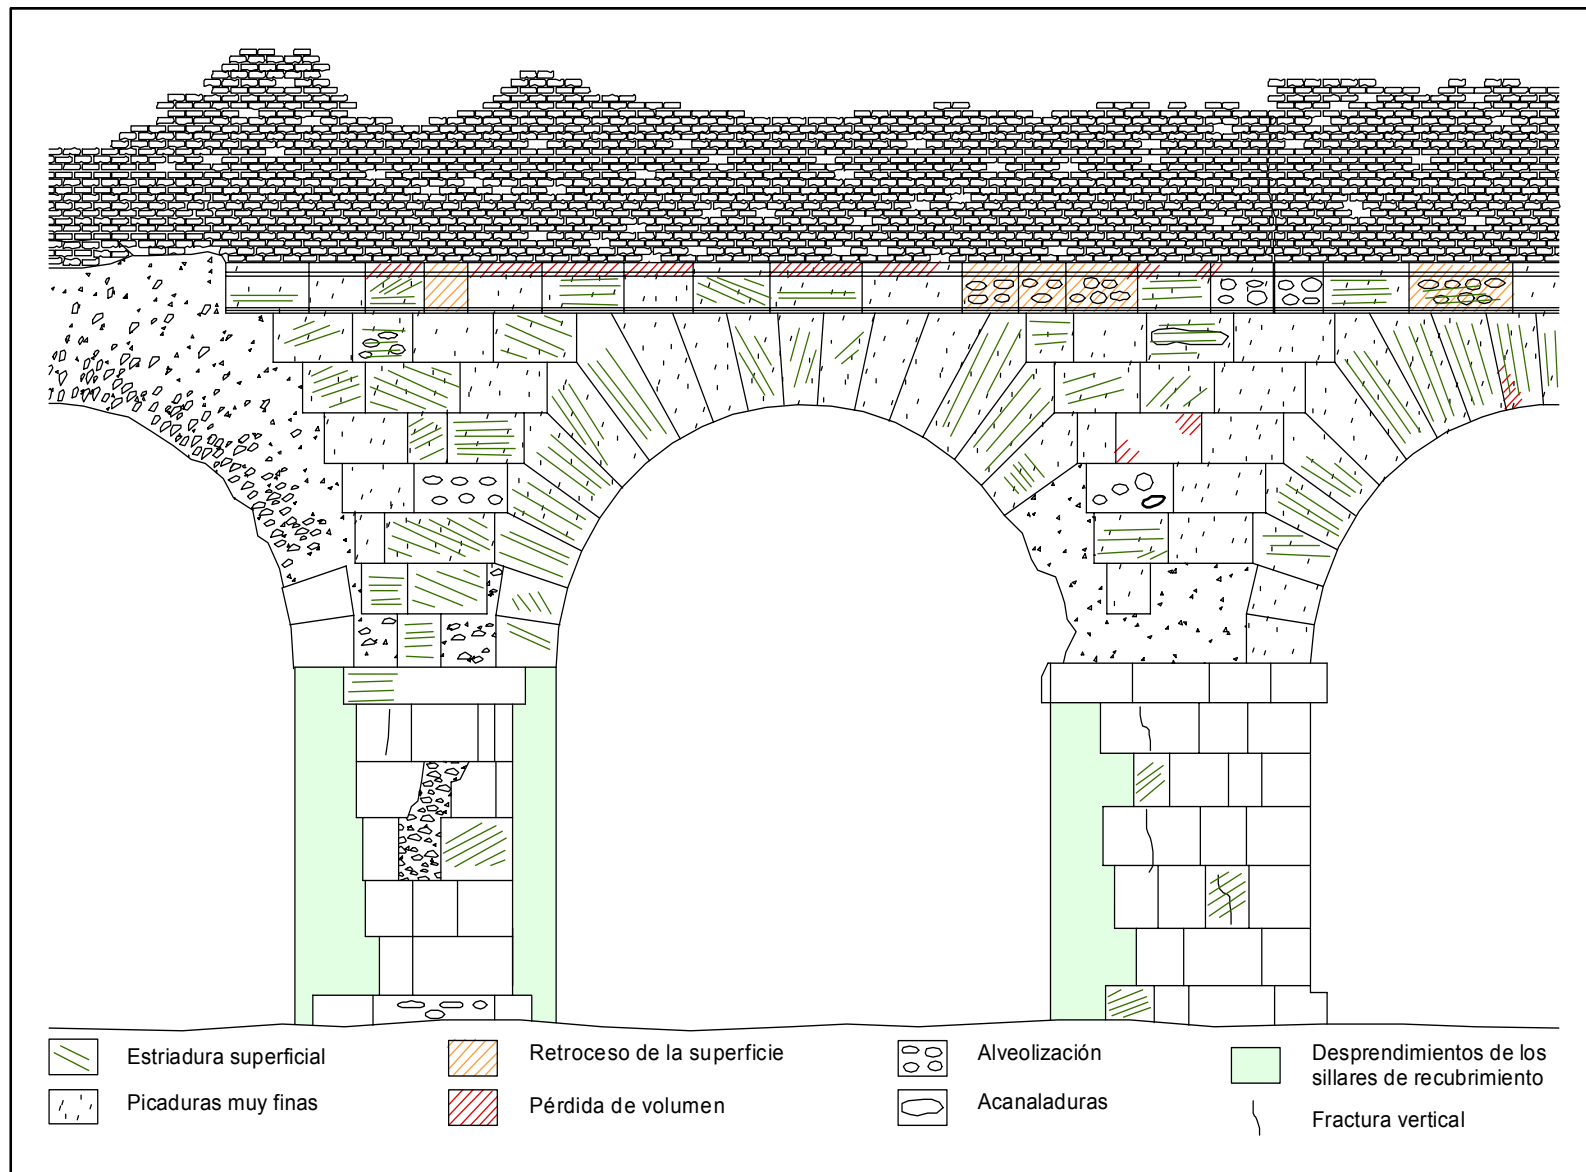 Estriadura superficial
Picaduras muy finas
Retroceso de la superficie
Pérdida de volumen
Alveolización
Acanaladuras
Desprendimientos de los
sillares de recubrimiento
Fractura vertical